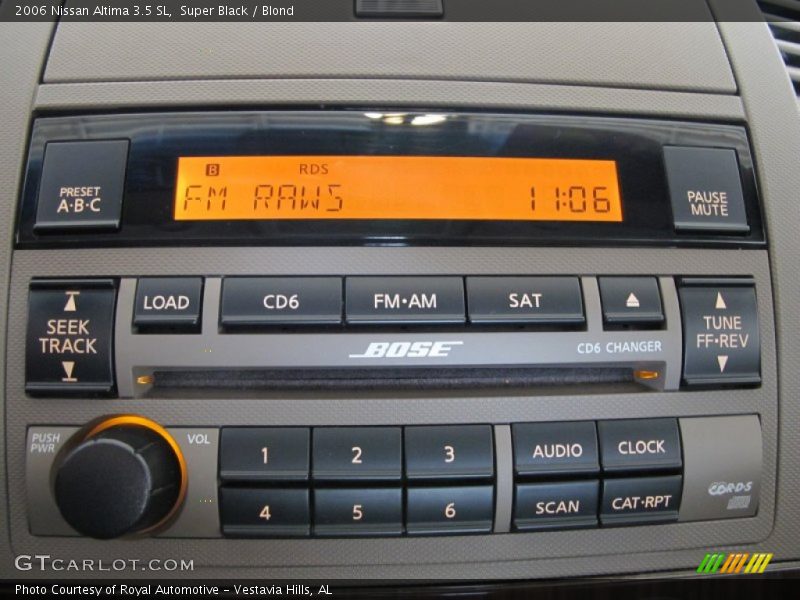 2006 Nissan Altima 3.5 SL,  Super Black / Blond
PRESET
A·B·C
B RDS
FM RAWS 11:06
PAUSE
MUTE
SEEK
TRACK
LOAD
CD6
FM·AM
SAT
TUNE
FF·REV
BOSE
CD6 CHANGER
PUSH
PWR
VOL
1
2
3
4
5
6
AUDIO
CLOCK
SCAN
CAT·RPT
CD-R·DS
GTCARLOT.COM
Photo Courtesy of Royal Automotive – Vestavia Hills, AL